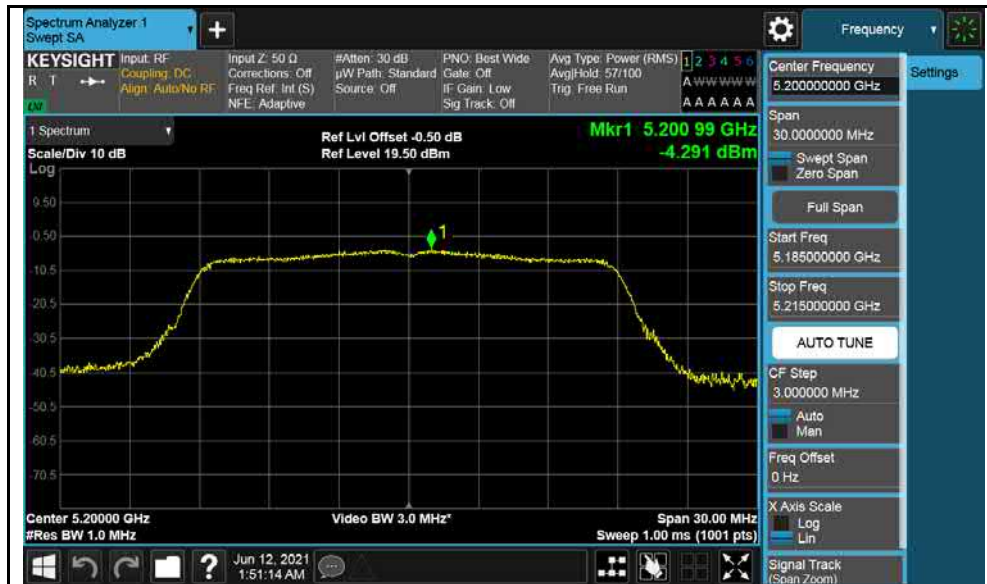 Spectrum Analyzer 1
Swept SA
+
Frequency
KEYSIGHT
R T
LXI
Input: RF
Coupling: DC
Align: Auto/No RF
Input Z: 50 Ω
Corrections: Off
Freq Ref: Int (S)
NFE: Adaptive
#Atten: 30 dB
µW Path: Standard
Source: Off
PNO: Best Wide
Gate: Off
IF Gain: Low
Sig Track: Off
Avg Type: Power (RMS)
Avg|Hold: 57/100
Trig: Free Run
1 2 3 4 5 6
A W W W W W
A A A A A A
1 Spectrum
Scale/Div 10 dB
Log
Ref Lvl Offset -0.50 dB
Ref Level 19.50 dBm
Mkr1 5.200 99 GHz
-4.291 dBm
1
9.50
-0.50
-10.5
-20.5
-30.5
-40.5
-50.5
-60.5
-70.5
Center 5.20000 GHz
#Res BW 1.0 MHz
Video BW 3.0 MHz*
Span 30.00 MHz
Sweep 1.00 ms (1001 pts)
?
Jun 12, 2021
1:51:14 AM
Center Frequency
5.200000000 GHz
Span
30.0000000 MHz
Swept Span
Zero Span
Full Span
Start Freq
5.185000000 GHz
Stop Freq
5.215000000 GHz
AUTO TUNE
CF Step
3.000000 MHz
Auto
Man
Freq Offset
0 Hz
X Axis Scale
Log
Lin
Signal Track
(Span Zoom)
Settings